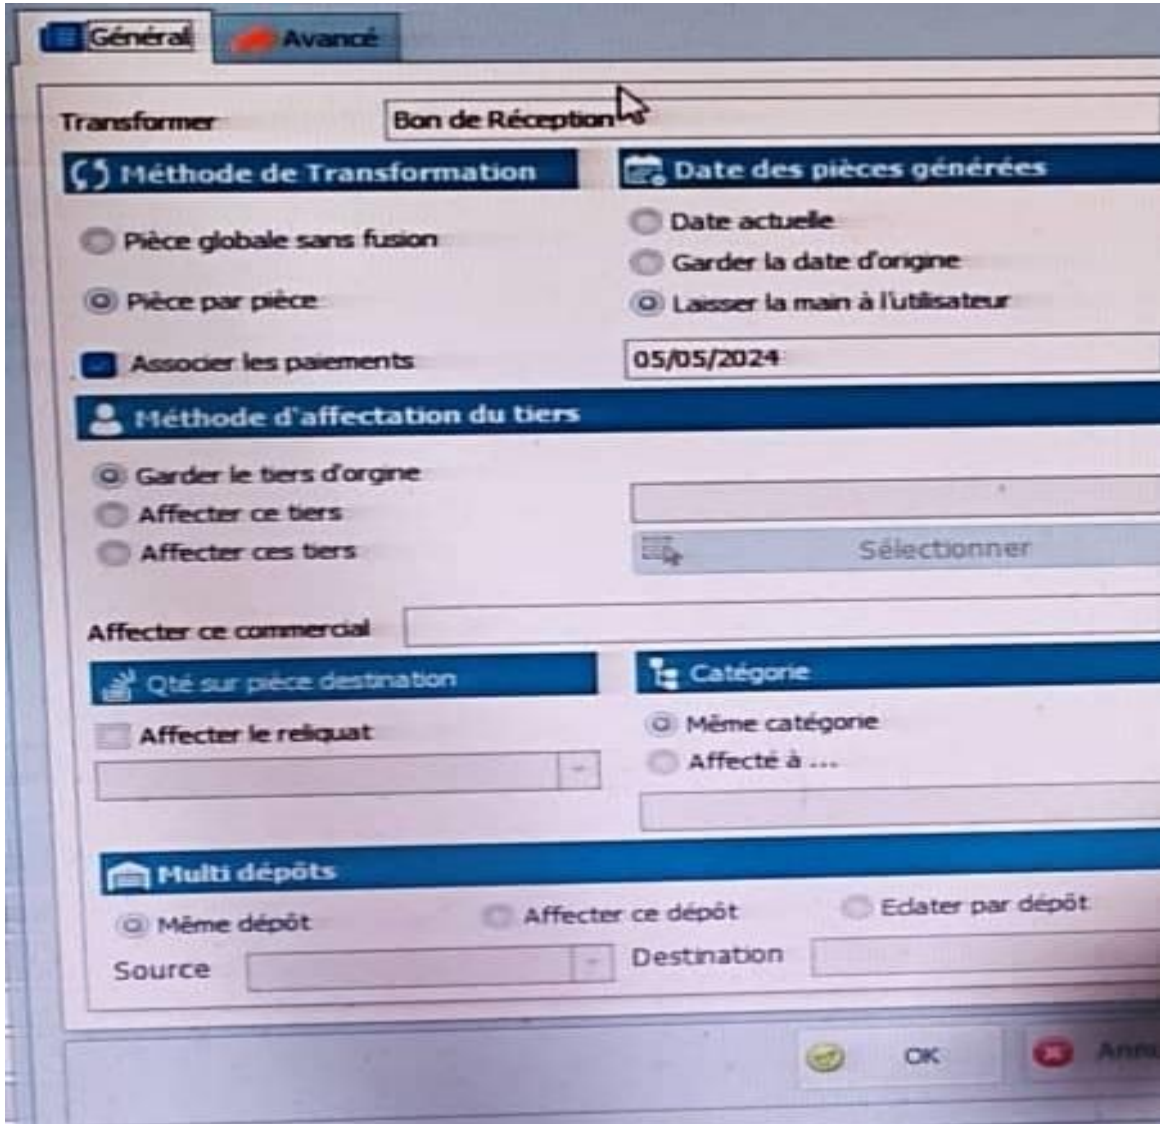 Général Avancé
Transformer Bon de Réception
Méthode de Transformation
Date des pièces générées
Pièce globale sans fusion
Date actuelle
Garder la date d'origine
Pièce par pièce
Laisser la main à l'utilisateur
Associer les paiements
05/05/2024
Méthode d'affectation du tiers
Garder le tiers d'orgine
Affecter ce tiers
Affecter ces tiers
Sélectionner
Affecter ce commercial
Qté sur pièce destination
Catégorie
Affecter le reliquat
Même catégorie
Affecté à ...
Multi dépôts
Même dépôt Affecter ce dépôt Eclater par dépôt
Source Destination
OK